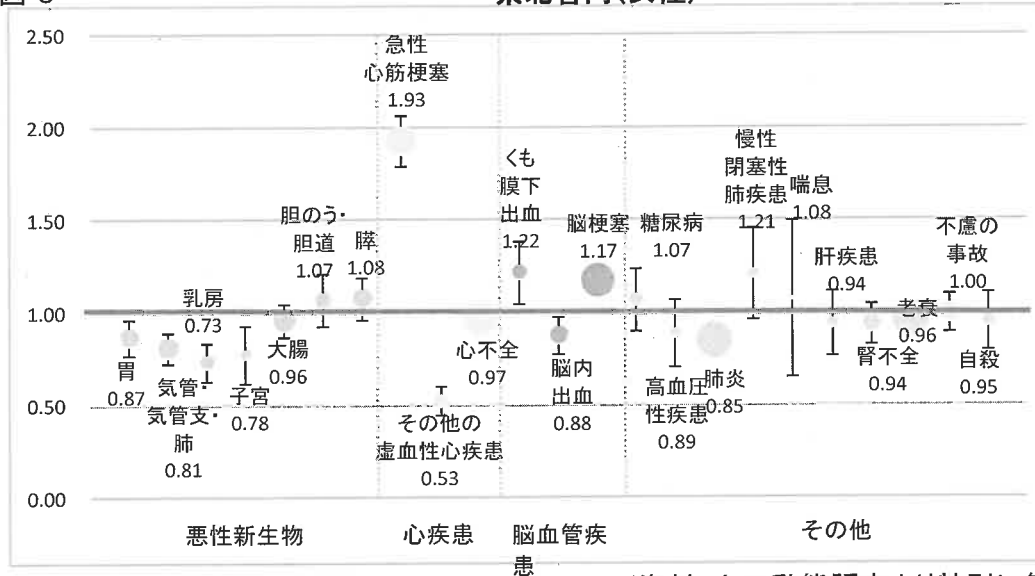 2.50
2.00
1.50
1.00
0.50
0.00
胃
0.87
気管・
気管支・
肺
0.81
乳房
0.73
子宮
0.78
大腸
0.96
胆のう・
胆道
1.07
膵
1.08
急性
心筋梗塞
1.93
その他の
虚血性心疾患
0.53
心不全
0.97
くも
膜下
出血
1.22
脳内
出血
0.88
脳梗塞
1.17
糖尿病
1.07
高血圧
性疾患
0.89
肺炎
0.85
慢性
閉塞性
肺疾患
1.21
喘息
1.08
肝疾患
0.94
腎不全
0.94
老衰
0.96
不慮の
事故
1.00
自殺
0.95
悪性新生物
心疾患
脳血管疾
患
その他